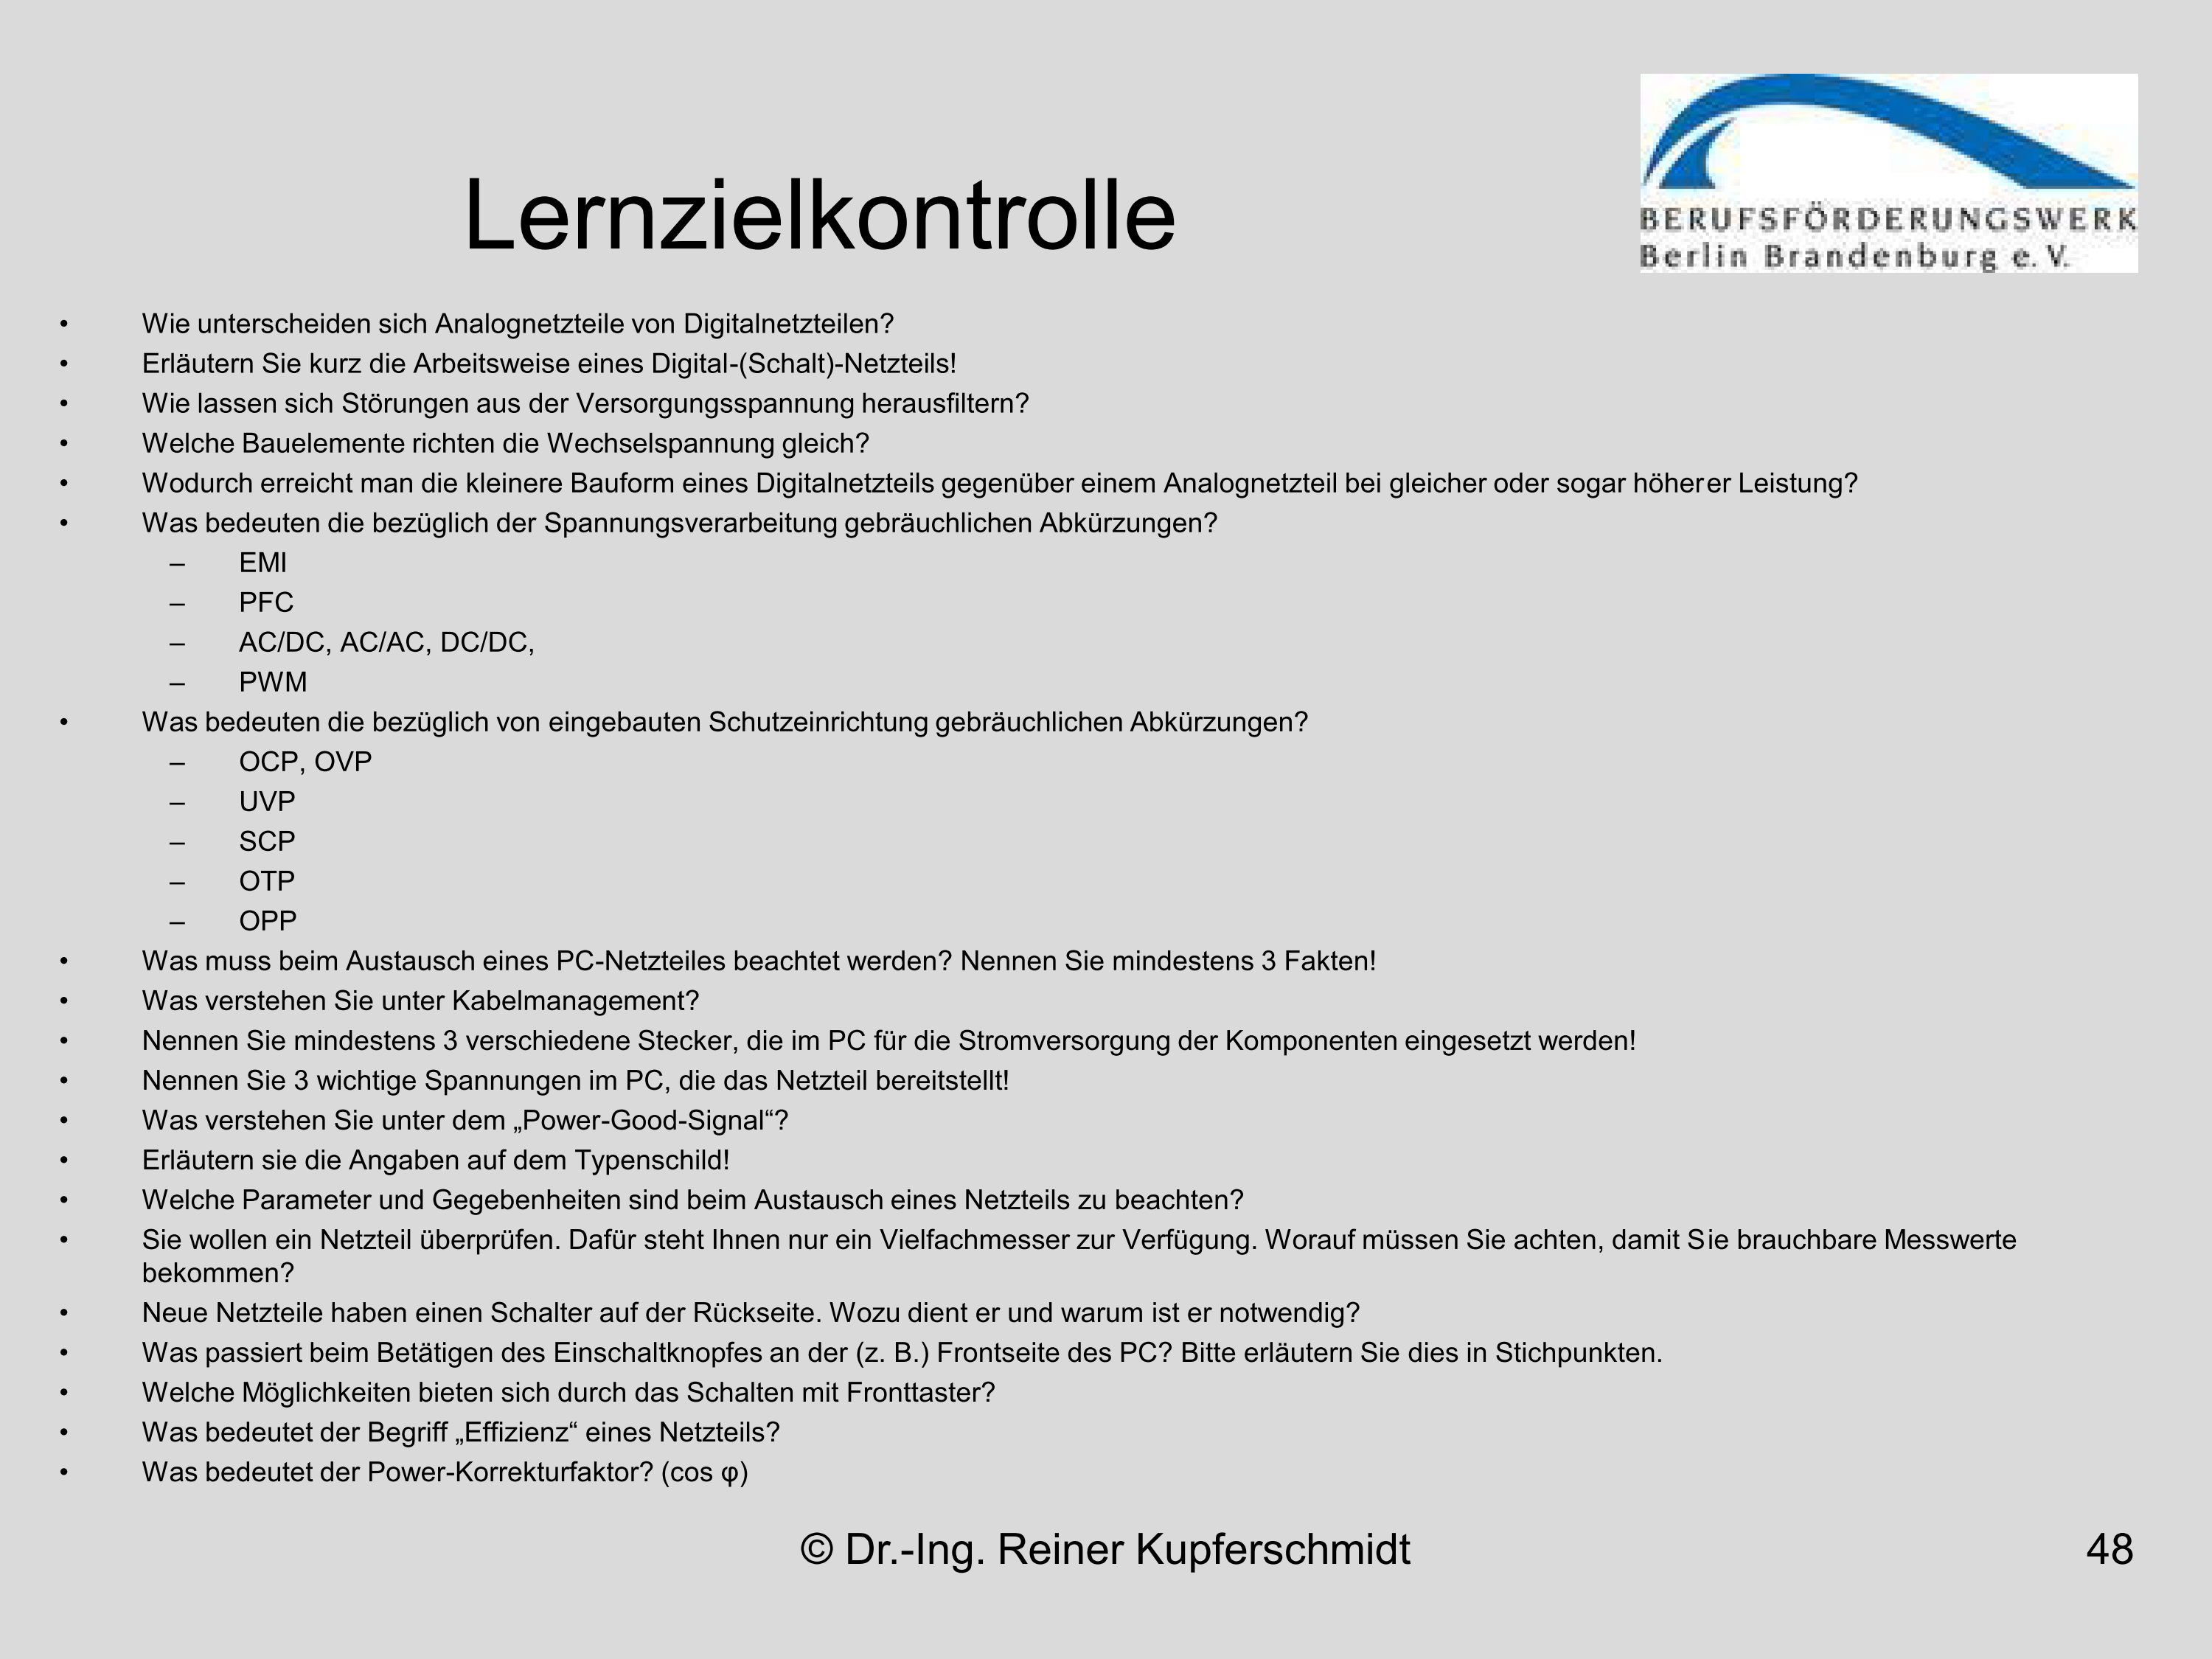 Lernzielkontrolle
BERUFSFÖRDERUNGSWERK
Berlin Brandenburg e. V.
• Wie unterscheiden sich Analognetzteile von Digitalnetzteilen?
• Erläutern Sie kurz die Arbeitsweise eines Digital-(Schalt)-Netzteils!
• Wie lassen sich Störungen aus der Versorgungsspannung herausfiltern?
• Welche Bauelemente richten die Wechselspannung gleich?
• Wodurch erreicht man die kleinere Bauform eines Digitalnetzteils gegenüber einem Analognetzteil bei gleicher oder sogar höherer Leistung?
• Was bedeuten die bezüglich der Spannungsverarbeitung gebräuchlichen Abkürzungen?
– EMI
– PFC
– AC/DC, AC/AC, DC/DC,
– PWM
• Was bedeuten die bezüglich von eingebauten Schutzeinrichtung gebräuchlichen Abkürzungen?
– OCP, OVP
– UVP
– SCP
– OTP
– OPP
• Was muss beim Austausch eines PC-Netzteiles beachtet werden? Nennen Sie mindestens 3 Fakten!
• Was verstehen Sie unter Kabelmanagement?
• Nennen Sie mindestens 3 verschiedene Stecker, die im PC für die Stromversorgung der Komponenten eingesetzt werden!
• Nennen Sie 3 wichtige Spannungen im PC, die das Netzteil bereitstellt!
• Was verstehen Sie unter dem „Power-Good-Signal“?
• Erläutern sie die Angaben auf dem Typenschild!
• Welche Parameter und Gegebenheiten sind beim Austausch eines Netzteils zu beachten?
• Sie wollen ein Netzteil überprüfen. Dafür steht Ihnen nur ein Vielfachmesser zur Verfügung. Worauf müssen Sie achten, damit Sie brauchbare Messwerte
bekommen?
• Neue Netzteile haben einen Schalter auf der Rückseite. Wozu dient er und warum ist er notwendig?
• Was passiert beim Betätigen des Einschaltknopfes an der (z. B.) Frontseite des PC? Bitte erläutern Sie dies in Stichpunkten.
• Welche Möglichkeiten bieten sich durch das Schalten mit Fronttaster?
• Was bedeutet der Begriff „Effizienz“ eines Netzteils?
• Was bedeutet der Power-Korrekturfaktor? (cos φ)
© Dr.-Ing. Reiner Kupferschmidt
48